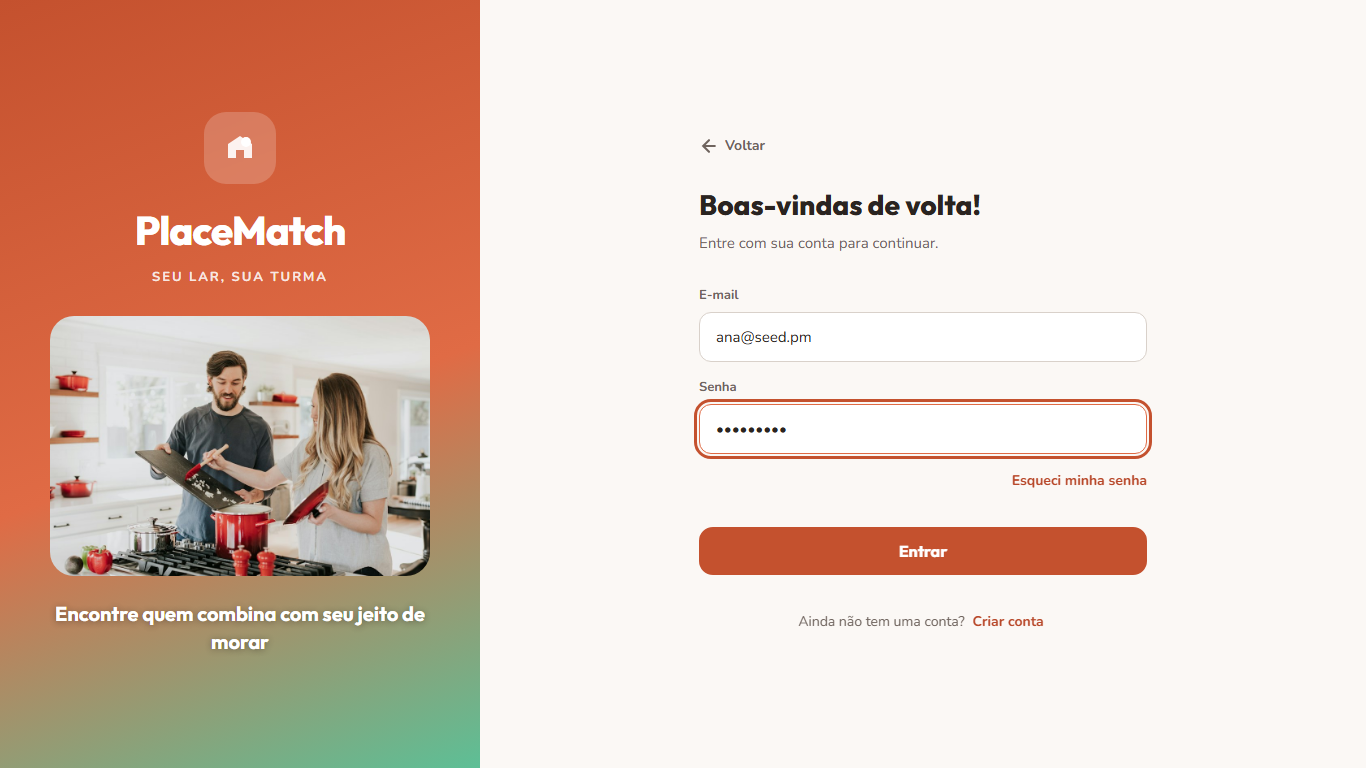 PlaceMatch
SEU LAR, SUA TURMA
Encontre quem combina com seu jeito de
morar
Voltar
Boas-vindas de volta!
Entre com sua conta para continuar.
E-mail
ana@seed.pm
Senha
•••••••••
Esqueci minha senha
Entrar
Ainda não tem uma conta? Criar conta